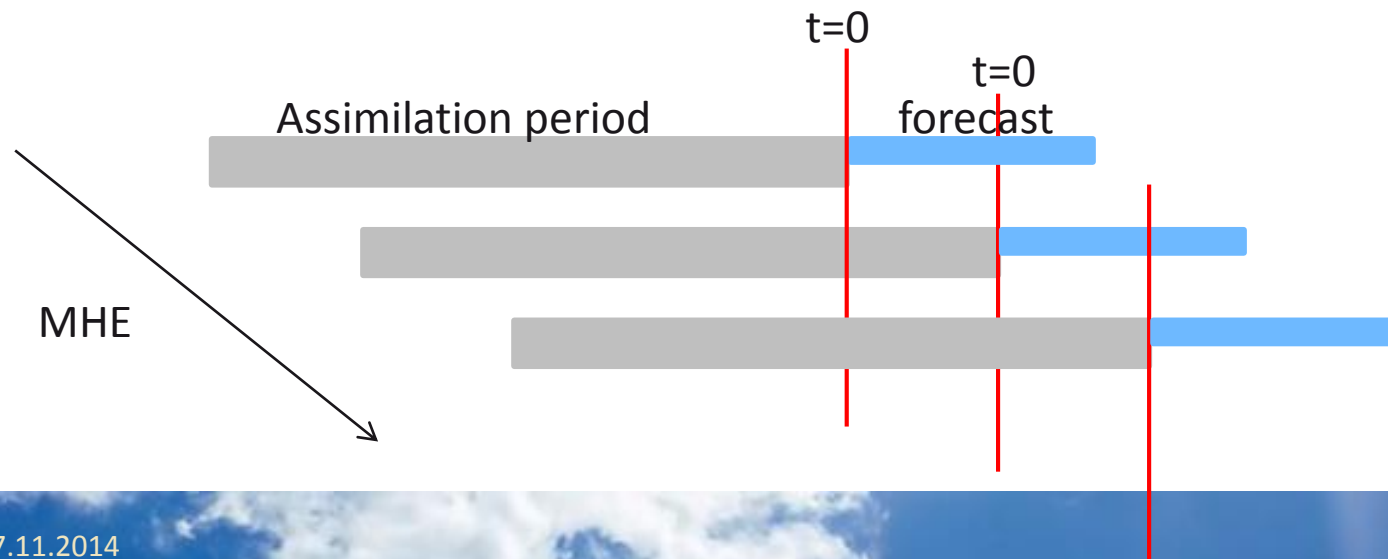 t=0
t=0
Assimilation period
forecast
MHE
7.11.2014